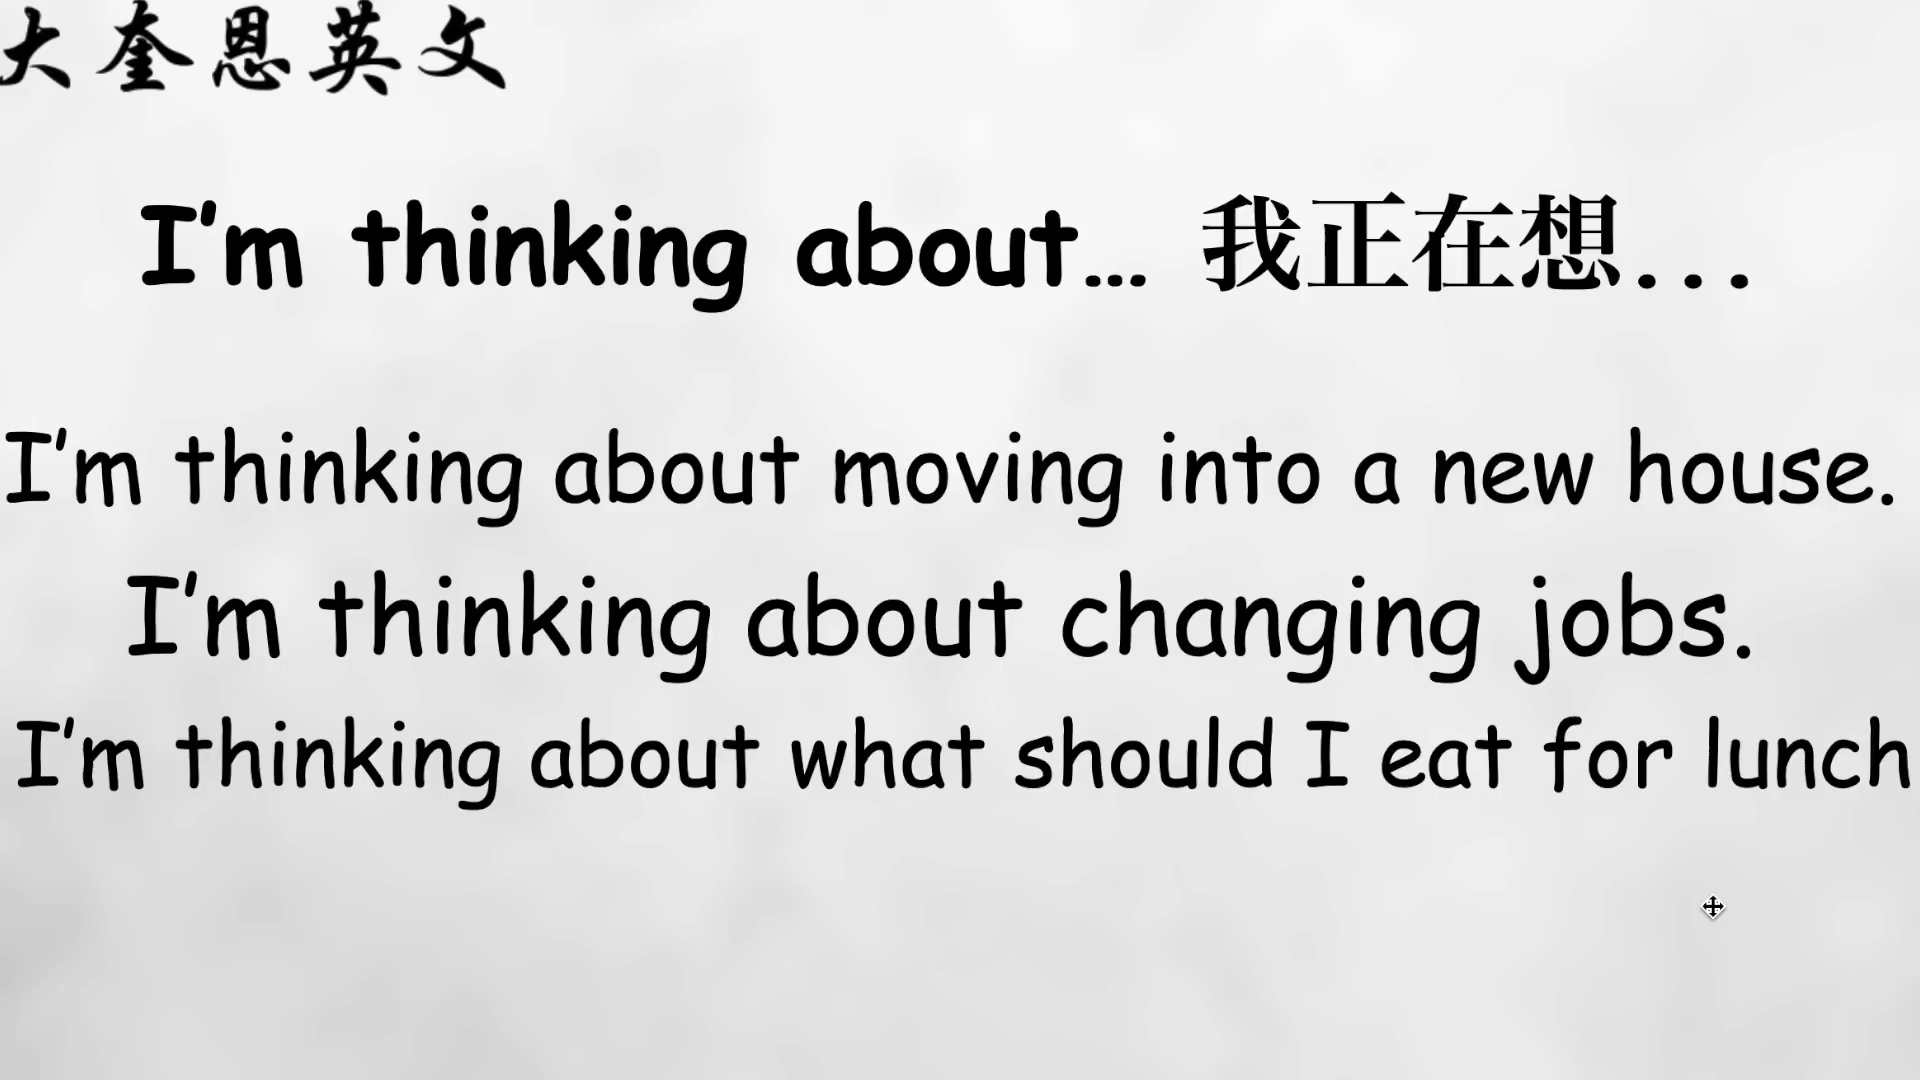 大奎恩英文
I'm thinking about… 我正在想...
I'm thinking about moving into a new house.
I'm thinking about changing jobs.
I'm thinking about what should I eat for lunch